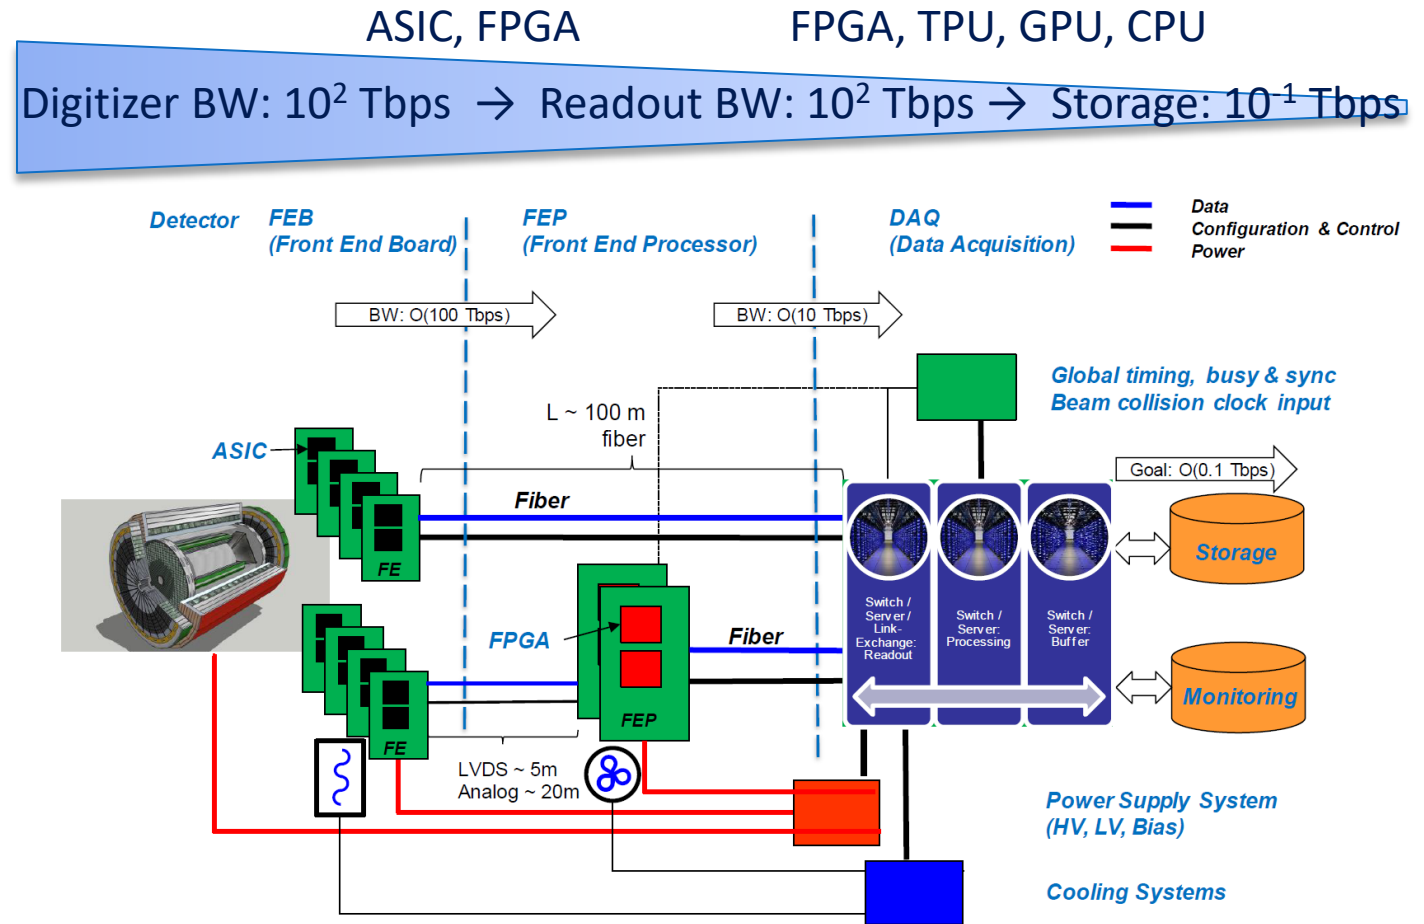 ASIC, FPGA
FPGA, TPU, GPU, CPU
Digitizer BW: 10² Tbps → Readout BW: 10² Tbps → Storage: 10⁻¹ Tbps
Detector
FEB
(Front End Board)
FEP
(Front End Processor)
DAQ
(Data Acquisition)
Data
Configuration & Control
Power
BW: O(100 Tbps)
BW: O(10 Tbps)
Global timing, busy & sync
Beam collision clock input
L ~ 100 m
fiber
ASIC
Goal: O(0.1 Tbps)
Fiber
FE
Storage
Switch /
Server /
Link-
Exchange:
Readout
Switch /
Server:
Processing
Switch /
Server:
Buffer
FPGA
Fiber
Monitoring
FEP
FE
LVDS ~ 5m
Analog ~ 20m
Power Supply System
(HV, LV, Bias)
Cooling Systems